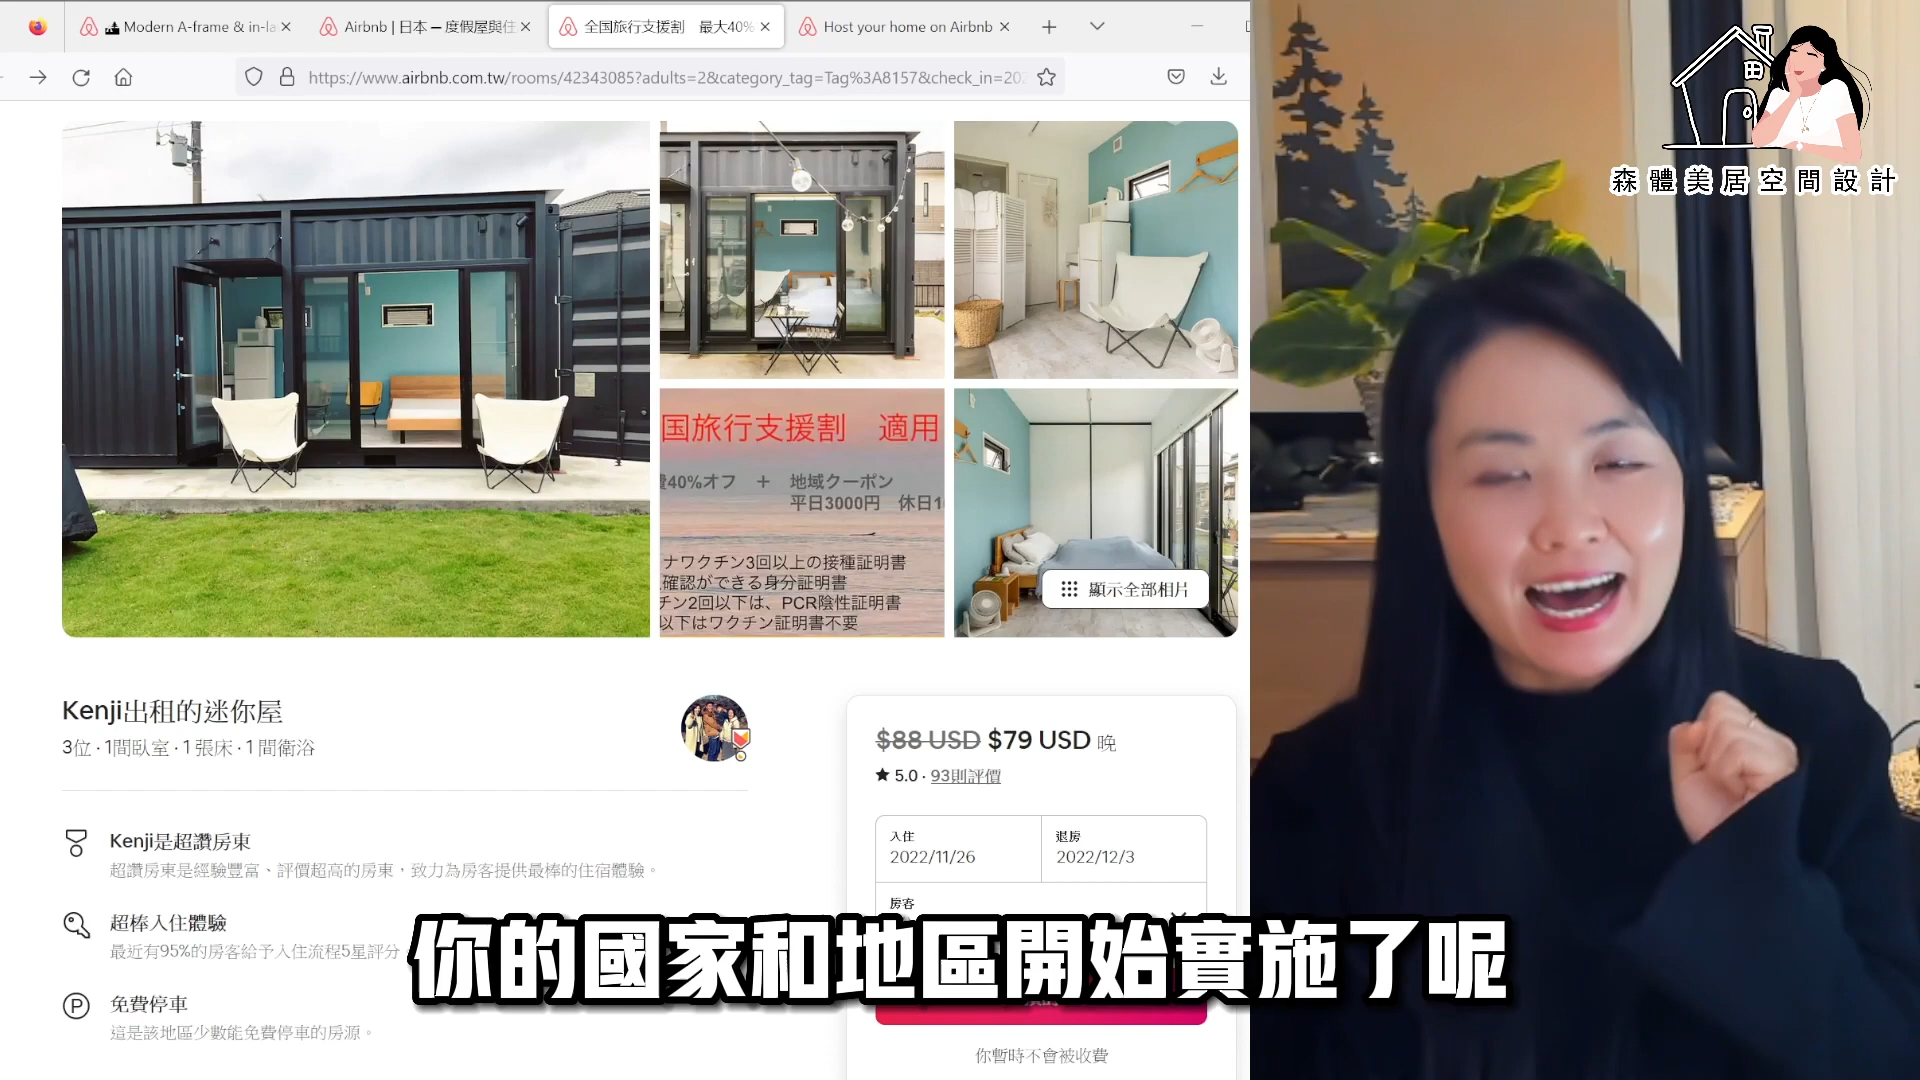 Modern A-frame & in-la
Airbnb | 日本 – 度假屋與住
全国旅行支援割 最大40%
Host your home on Airbnb
https://www.airbnb.com.tw/rooms/42343085?adults=2&category_tag=Tag%3A8157&check_in=202
森體美居空間設計
国旅行支援割 適用
費40%オフ + 地域クーポン
平日3000円 休日1
ナワクチン3回以上の接種証明書
確認ができる身分証明書
チン2回以下は、PCR陰性証明書
以下はワクチン証明書不要
顯示全部相片
Kenji出租的迷你屋
3位 · 1間臥室 · 1 張床 · 1 間衛浴
$88 USD $79 USD 晚
★ 5.0 · 93則評價
入住
2022/11/26
退房
2022/12/3
房客
Kenji是超讚房東
超讚房東是經驗豐富、評價超高的房東，致力為房客提供最棒的住宿體驗。
超棒入住體驗
最近有95%的房客給予入住流程5星評分
你的國家和地區開始實施了呢
免費停車
這是該地區少數能免費停車的房源。
你暫時不會被收費